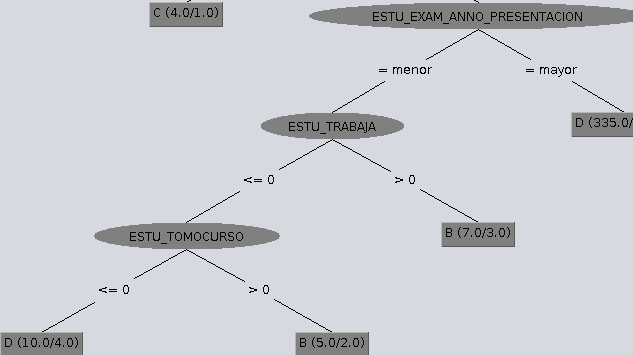 C (4.0/1.0)
ESTU_EXAM_ANNO_PRESENTACION
= menor
= mayor
ESTU_TRABAJA
D (335.0/
<= 0
> 0
ESTU_TOMOCURSO
B (7.0/3.0)
<= 0
> 0
D (10.0/4.0)
B (5.0/2.0)